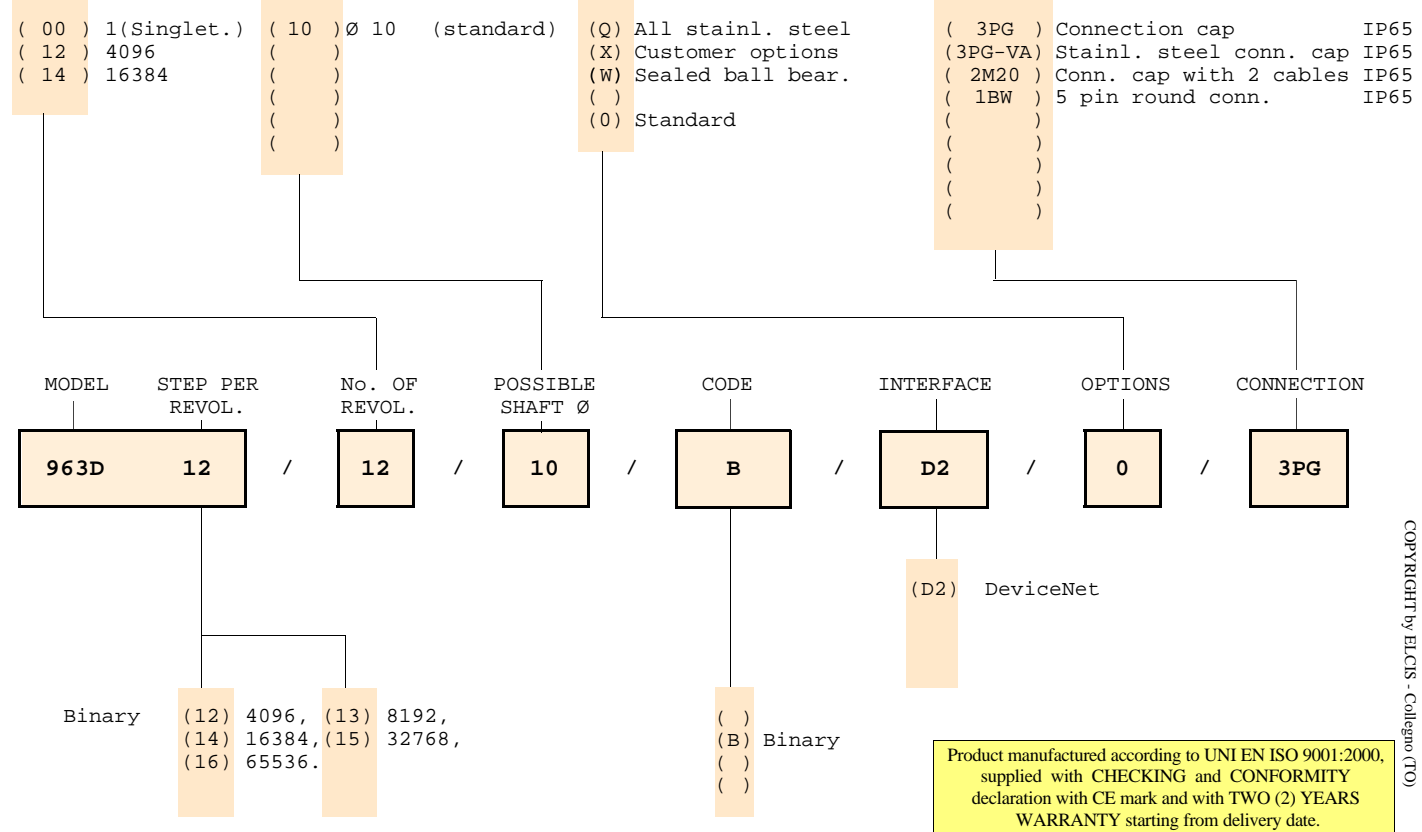 ( 00 ) 1(Singlet.) ( 10 )Ø 10 (standard) (Q) All stainl. steel ( 3PG ) Connection cap IP65
( 12 ) 4096 ( ) (X) Customer options (3PG-VA) Stainl. steel conn. cap IP65
( 14 ) 16384 ( ) (W) Sealed ball bear. ( 2M20 ) Conn. cap with 2 cables IP65
( ) ( ) ( 1BW ) 5 pin round conn. IP65
( ) (0) Standard ( )
( ) ( )
( )
( )
( )
MODEL STEP PER No. OF POSSIBLE CODE INTERFACE OPTIONS CONNECTION
REVOL. REVOL. SHAFT Ø
963D 12 / 12 / 10 / B / D2 / 0 / 3PG
(D2) DeviceNet
Binary (12) 4096, (13) 8192, ( )
(14) 16384,(15) 32768, (B) Binary
(16) 65536. ( )
( )
Product manufactured according to UNI EN ISO 9001:2000,
supplied with CHECKING and CONFORMITY
declaration with CE mark and with TWO (2) YEARS
WARRANTY starting from delivery date.
COPYRIGHT by ELCIS - Collegno (TO)